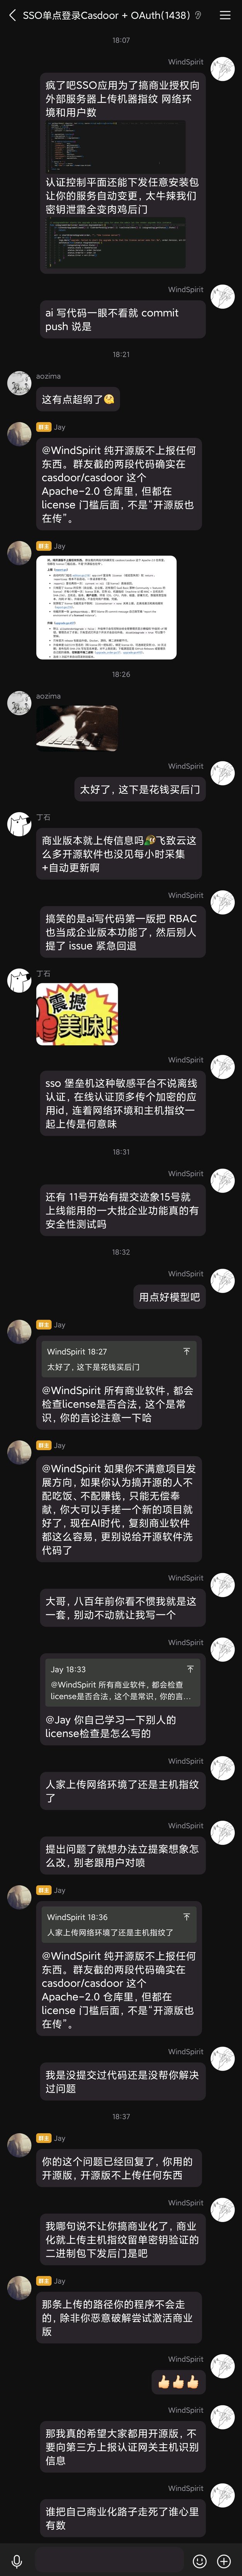 SSO单点登录Casdoor + OAuth(1438)
18:07
WindSpirit
疯了吧SSO应用为了搞商业授权向
外部服务器上传机器指纹 网络环
境和用户数
认证控制平面还能下发任意安装包
让你的服务自动变更，太牛辣我们
密钥泄露全变肉鸡后门
WindSpirit
ai 写代码一眼不看就 commit
push 说是
18:21
aozima
这有点超纲了
群主 Jay
@WindSpirit 纯开源版不上报任何
东西。群友截的两段代码确实在
casdoor/casdoor 这个
Apache-2.0 仓库里，但都在
license 门槛后面，不是“开源版也
在传”。
群主 Jay
18:26
aozima
WindSpirit
太好了，这下是花钱买后门
丁石
商业版本就上传信息吗飞致云这
么多开源软件也没见每小时采集
+自动更新啊
WindSpirit
搞笑的是ai写代码第一版把 RBAC
也当成企业版本功能了，然后别人
提了 issue 紧急回退
丁石
震撼
美味！
WindSpirit
sso 堡垒机这种敏感平台不说离线
认证，在线认证顶多传个加密的应
用id，连着网络环境和主机指纹一
起上传是何意味
18:31
WindSpirit
还有 11号开始有提交迹象15号就
上线能用的一大批企业功能真的有
安全性测试吗
18:32
WindSpirit
用点好模型吧
群主 Jay
WindSpirit 18:27
太好了，这下是花钱买后门
@WindSpirit 所有商业软件，都会
检查license是否合法，这个是常
识，你的言论注意一下哈
群主 Jay
@WindSpirit 如果你不满意项目发
展方向，如果你认为搞开源的人不
配吃饭、不配赚钱，只能无偿奉
献，你大可以手搓一个新的项目就
好了，现在AI时代，复刻商业软件
都这么容易，更别说给开源软件洗
代码了
WindSpirit
大哥，八百年前你看不惯我就是这
一套，别动不动就让我写一个
WindSpirit
Jay 18:33
@WindSpirit 所有商业软件，都会检查
license是否合法，这个是常识，你的言...
@Jay 你自己学习一下别人的
license检查是怎么写的
WindSpirit
人家上传网络环境了还是主机指纹
了
WindSpirit
提出问题了就想办法立提案想象怎
么改，别老跟用户对喷
群主 Jay
WindSpirit 18:36
人家上传网络环境了还是主机指纹了
@WindSpirit 纯开源版不上报任何
东西。群友截的两段代码确实在
casdoor/casdoor 这个
Apache-2.0 仓库里，但都在
license 门槛后面，不是“开源版也
在传”。
WindSpirit
我是没提交过代码还是没帮你解决
过问题
18:37
群主 Jay
你的这个问题已经回复了，你用的
开源版，开源版不上传任何东西
WindSpirit
我哪句说不让你搞商业化了，商业
化就上传主机指纹留单密钥验证的
二进制包下发后门是吧
群主 Jay
那条上传的路径你的程序不会走
的，除非你恶意破解尝试激活商业
版
WindSpirit
👍👍👍
WindSpirit
那我真的希望大家都用开源版，不
要向第三方上报认证网关主机识别
信息
WindSpirit
谁把自己商业化路子走死了谁心里
有数